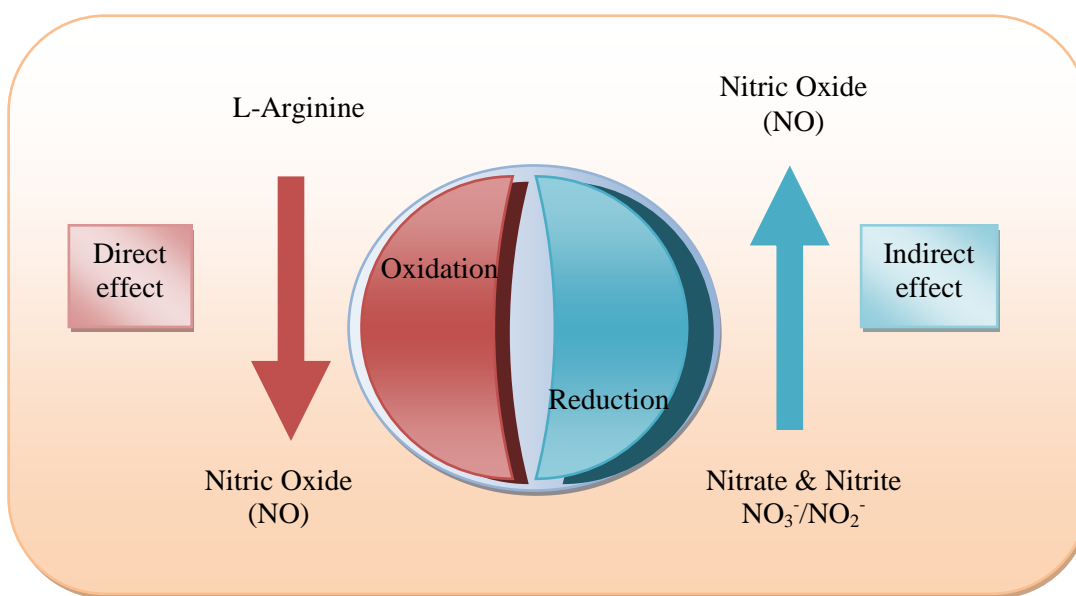 L-Arginine
Direct
effect
Nitric Oxide
(NO)
Oxidation
Reduction
Nitric Oxide
(NO)
Indirect
effect
Nitrate & Nitrite
NO₃⁻/NO₂⁻